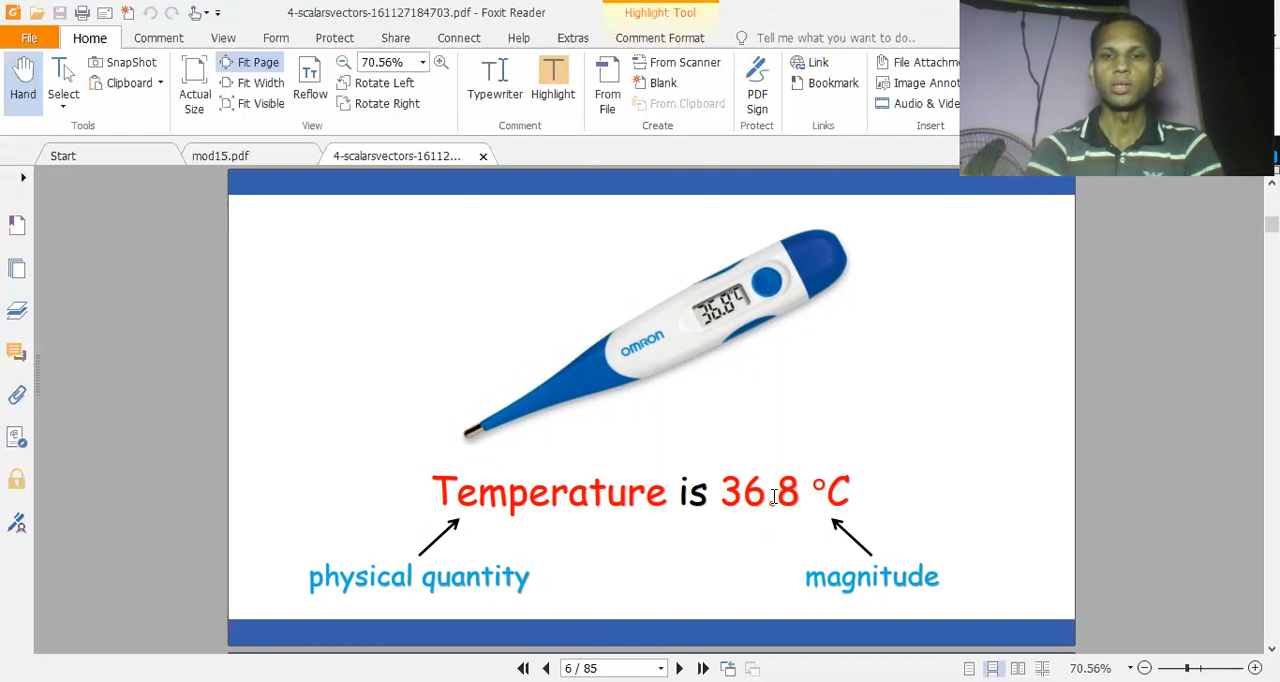 4-scalarsvectors-161127184703.pdf - Foxit Reader
Highlight Tool
File Home Comment View Form Protect Share Connect Help Extras Comment Format Tell me what you want to do..
Hand
Select
SnapShot
Clipboard
Tools
Actual Size
Fit Page
Fit Width
Fit Visible
Reflow
70.56%
Rotate Left
Rotate Right
View
Typewriter
Highlight
Comment
From File
From Scanner
Blank
From Clipboard
Create
PDF Sign
Protect
Link
Bookmark
Links
File Attachm
Image Annot
Audio & Vide
Insert
Start mod15.pdf 4-scalarsvectors-16112...
36.8°C
OMRON
Temperature is 36.8 °C
physical quantity magnitude
6 / 85 70.56%